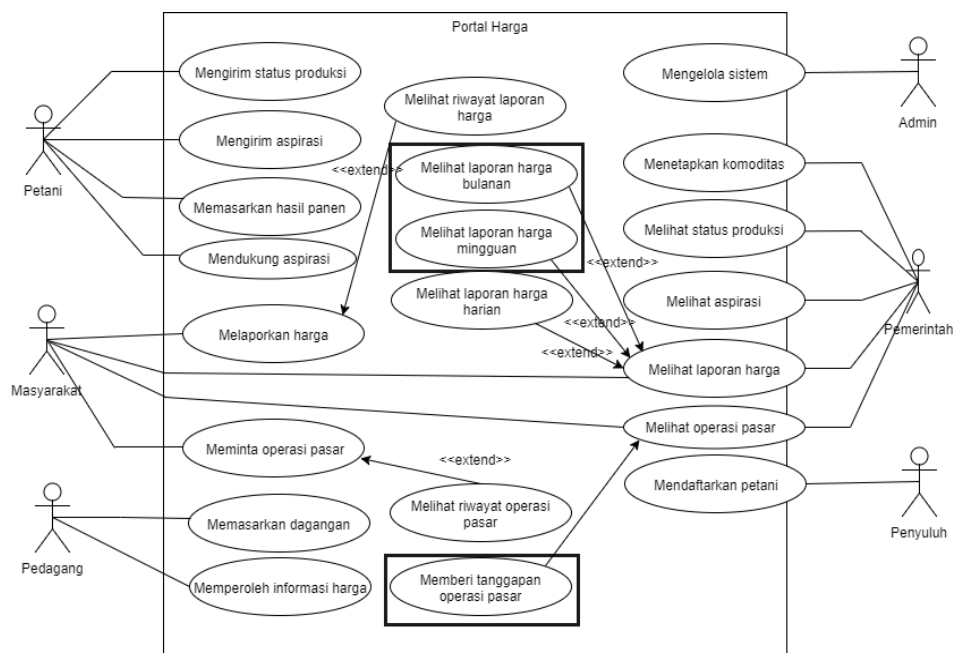 Portal Harga
Mengirim status produksi
Mengelola sistem
Melihat riwayat laporan
harga
Admin
Mengirim aspirasi
<<extend>>
Melihat laporan harga
bulanan
Menetapkan komoditas
Petani
Memasarkan hasil panen
Melihat laporan harga
mingguan
Melihat status produksi
Mendukung aspirasi
<<extend>>
Melihat laporan harga
harian
Melihat aspirasi
Pemerintah
Melaporkan harga
<<extend>>
<<extend>>
Melihat laporan harga
Masyarakat
Melihat operasi pasar
Meminta operasi pasar
<<extend>>
Mendaftarkan petani
Melihat riwayat operasi
pasar
Memasarkan dagangan
Penyuluh
Pedagang
Memperoleh informasi harga
Memberi tanggapan
operasi pasar